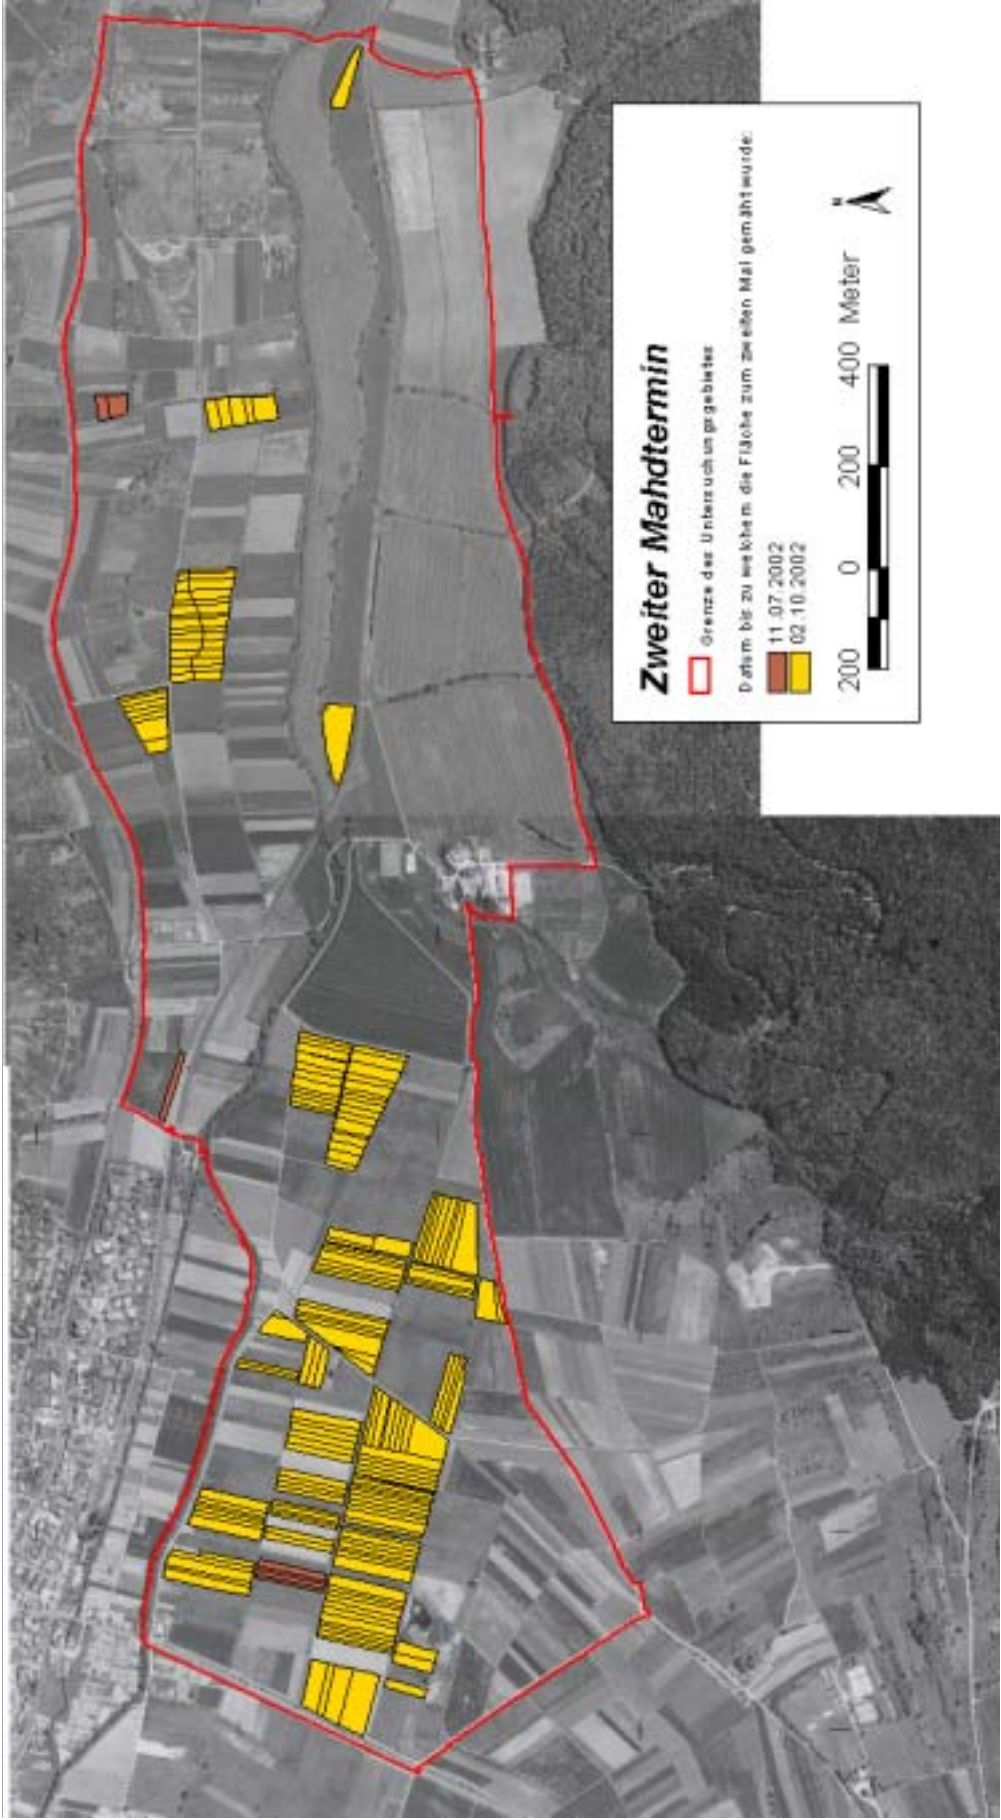 Zweiter Mahdtermin
Grenze des Untersuchungsgebietes
Datum bis zu welchem die Fläche zum zweiten Mal gemäht wurde:
11.07.2002
02.10.2002
200 0 200 400 Meter
N